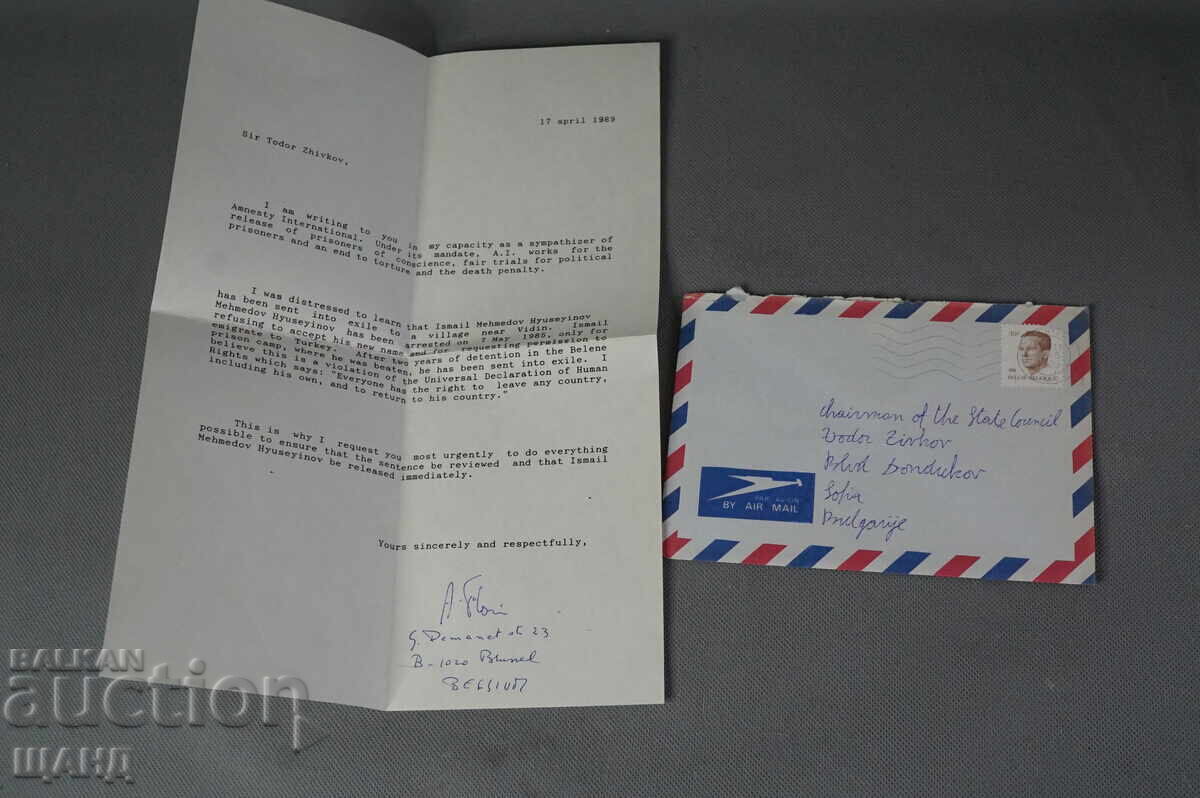 17 april 1989
Sir Todor Zhivkov,
I am writing to you in my capacity as a sympathizer of
Amnesty International. Under its mandate, A.I. works for the
release of prisoners of conscience, fair trials for political
prisoners and an end to torture and the death penalty.
I was distressed to learn that Ismail Mehmedov Hyuseyinov
has been sent into exile to a village near Vidin. Ismail
Mehmedov Hyuseyinov has been arrested on 7 May 1985, only for
refusing to accept his new name and for requesting permission to
emigrate to Turkey. After two years of detention in the Belene
prison camp, where he was beaten, he has been sent into exile. I
believe this is a violation of the Universal Declaration of Human
Rights which says: "Everyone has the right to leave any country,
including his own, and to return to his country."
This is why I request you most urgently to do everything
possible to ensure that the sentence be reviewed and that Ismail
Mehmedov Hyuseyinov be released immediately.
Yours sincerely and respectfully,
G. Demanet str 23
B-1020 Brussel
BELGIUM
Chairman of the State Council
Todor Zivkov
Blvd Dondukov
Sofia
Bulgarije
PAR AVION
BY AIR MAIL
BALKAN
auction
ЩАНД